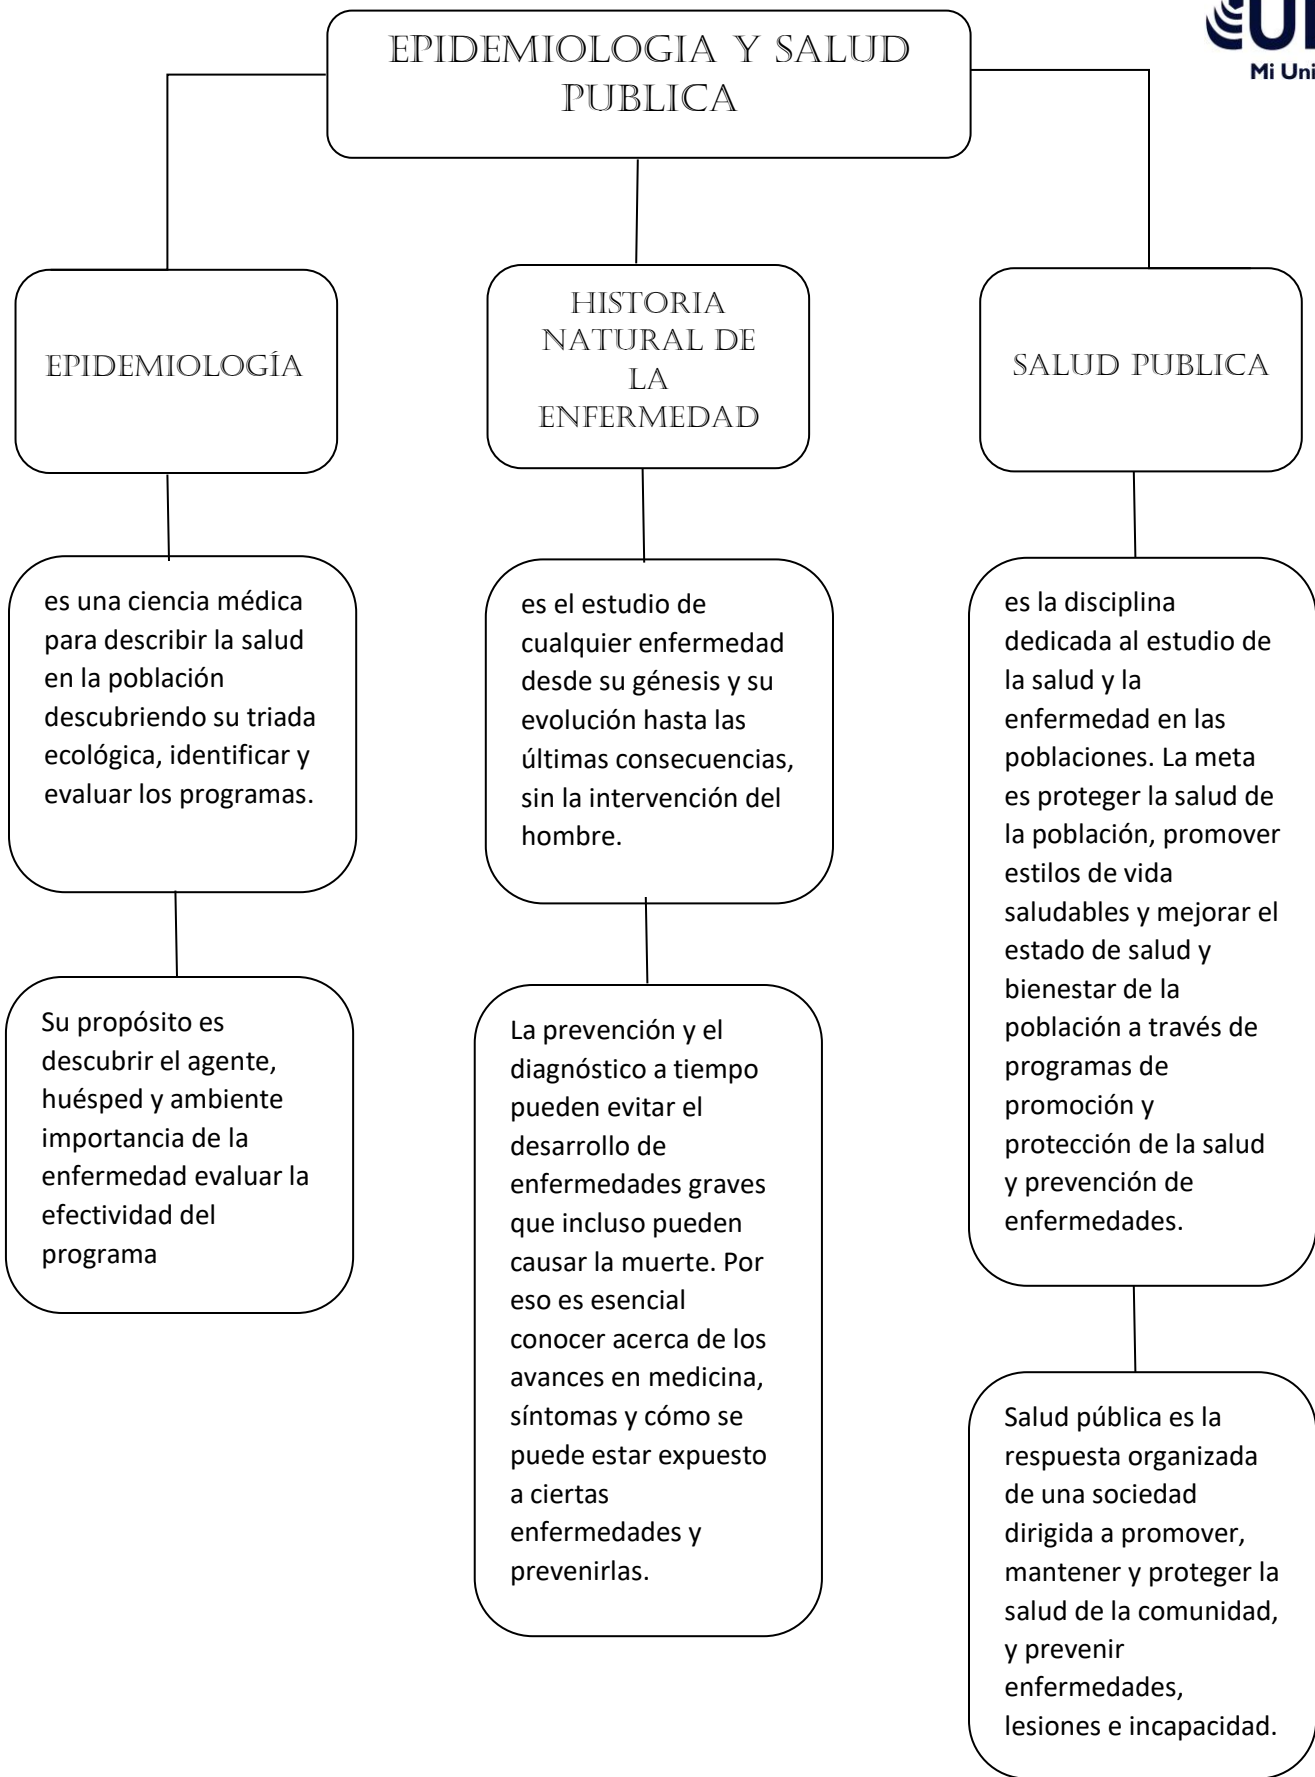 EPIDEMIOLOGIA Y SALUD
PUBLICA
Mi Uni
EPIDEMIOLOGÍA
HISTORIA
NATURAL DE
LA
ENFERMEDAD
SALUD PUBLICA
es una ciencia médica
para describir la salud
en la población
descubriendo su triada
ecológica, identificar y
evaluar los programas.
Su propósito es
descubrir el agente,
huésped y ambiente
importancia de la
enfermedad evaluar la
efectividad del
programa
es el estudio de
cualquier enfermedad
desde su génesis y su
evolución hasta las
últimas consecuencias,
sin la intervención del
hombre.
La prevención y el
diagnóstico a tiempo
pueden evitar el
desarrollo de
enfermedades graves
que incluso pueden
causar la muerte. Por
eso es esencial
conocer acerca de los
avances en medicina,
síntomas y cómo se
puede estar expuesto
a ciertas
enfermedades y
prevenirlas.
es la disciplina
dedicada al estudio de
la salud y la
enfermedad en las
poblaciones. La meta
es proteger la salud de
la población, promover
estilos de vida
saludables y mejorar el
estado de salud y
bienestar de la
población a través de
programas de
promoción y
protección de la salud
y prevención de
enfermedades.
Salud pública es la
respuesta organizada
de una sociedad
dirigida a promover,
mantener y proteger la
salud de la comunidad,
y prevenir
enfermedades,
lesiones e incapacidad.